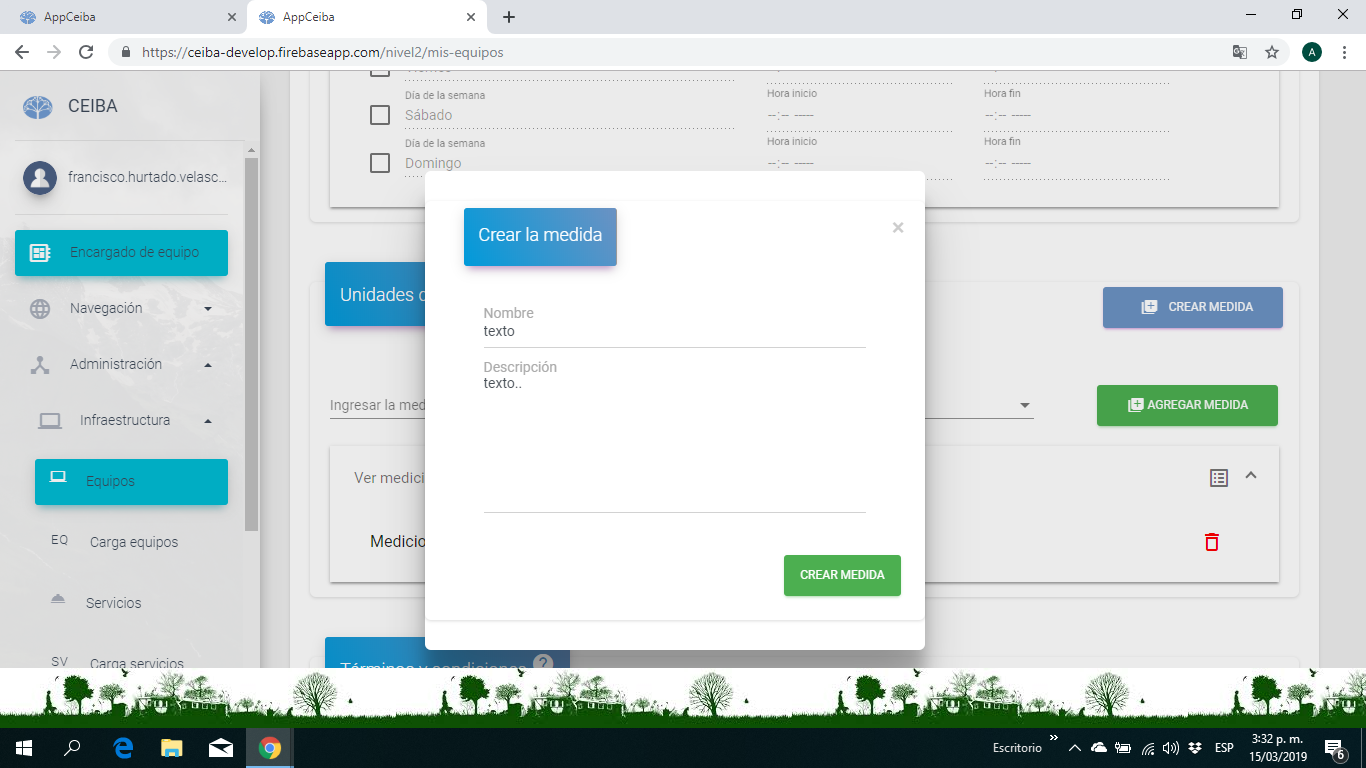 AppCeiba
AppCeiba
https://ceiba-develop.firebaseapp.com/nivel2/mis-equipos
A
CEIBA
francisco.hurtado.velasc...
Encargado de equipo
Navegación
Administración
Infraestructura
Equipos
EQ Carga equipos
Servicios
SV Carga servicios
Día de la semana Hora inicio Hora fin
Sábado --:-- ----- --:-- -----
Día de la semana Hora inicio Hora fin
Domingo --:-- ----- --:-- -----
Unidades
CREAR MEDIDA
Ingresar la med
AGREGAR MEDIDA
Ver medici
Medicio
Términos y condiciones ?
Crear la medida
×
Nombre
texto
Descripción
texto..
CREAR MEDIDA
Escritorio
ESP
3:32 p. m.
15/03/2019
6